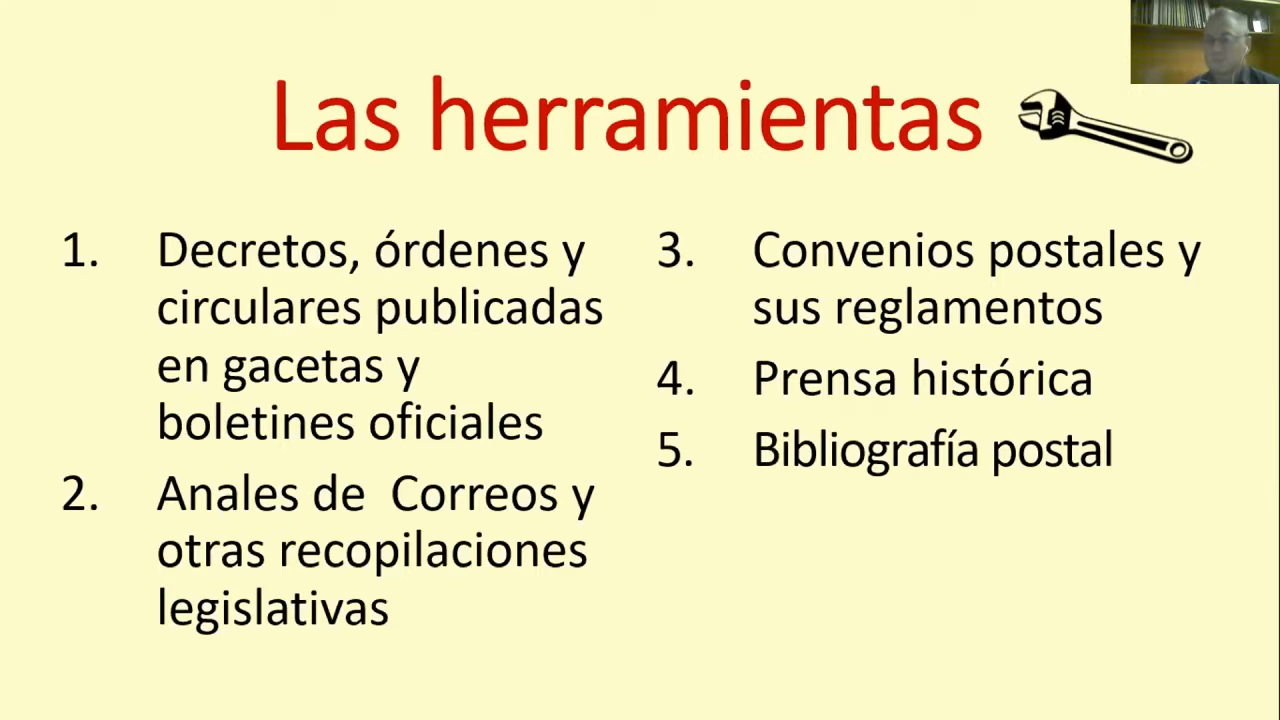 Las herramientas
1. Decretos, órdenes y
circulares publicadas
en gacetas y
boletines oficiales
2. Anales de  Correos y
otras recopilaciones
legislativas
3. Convenios postales y
sus reglamentos
4. Prensa histórica
5. Bibliografía postal